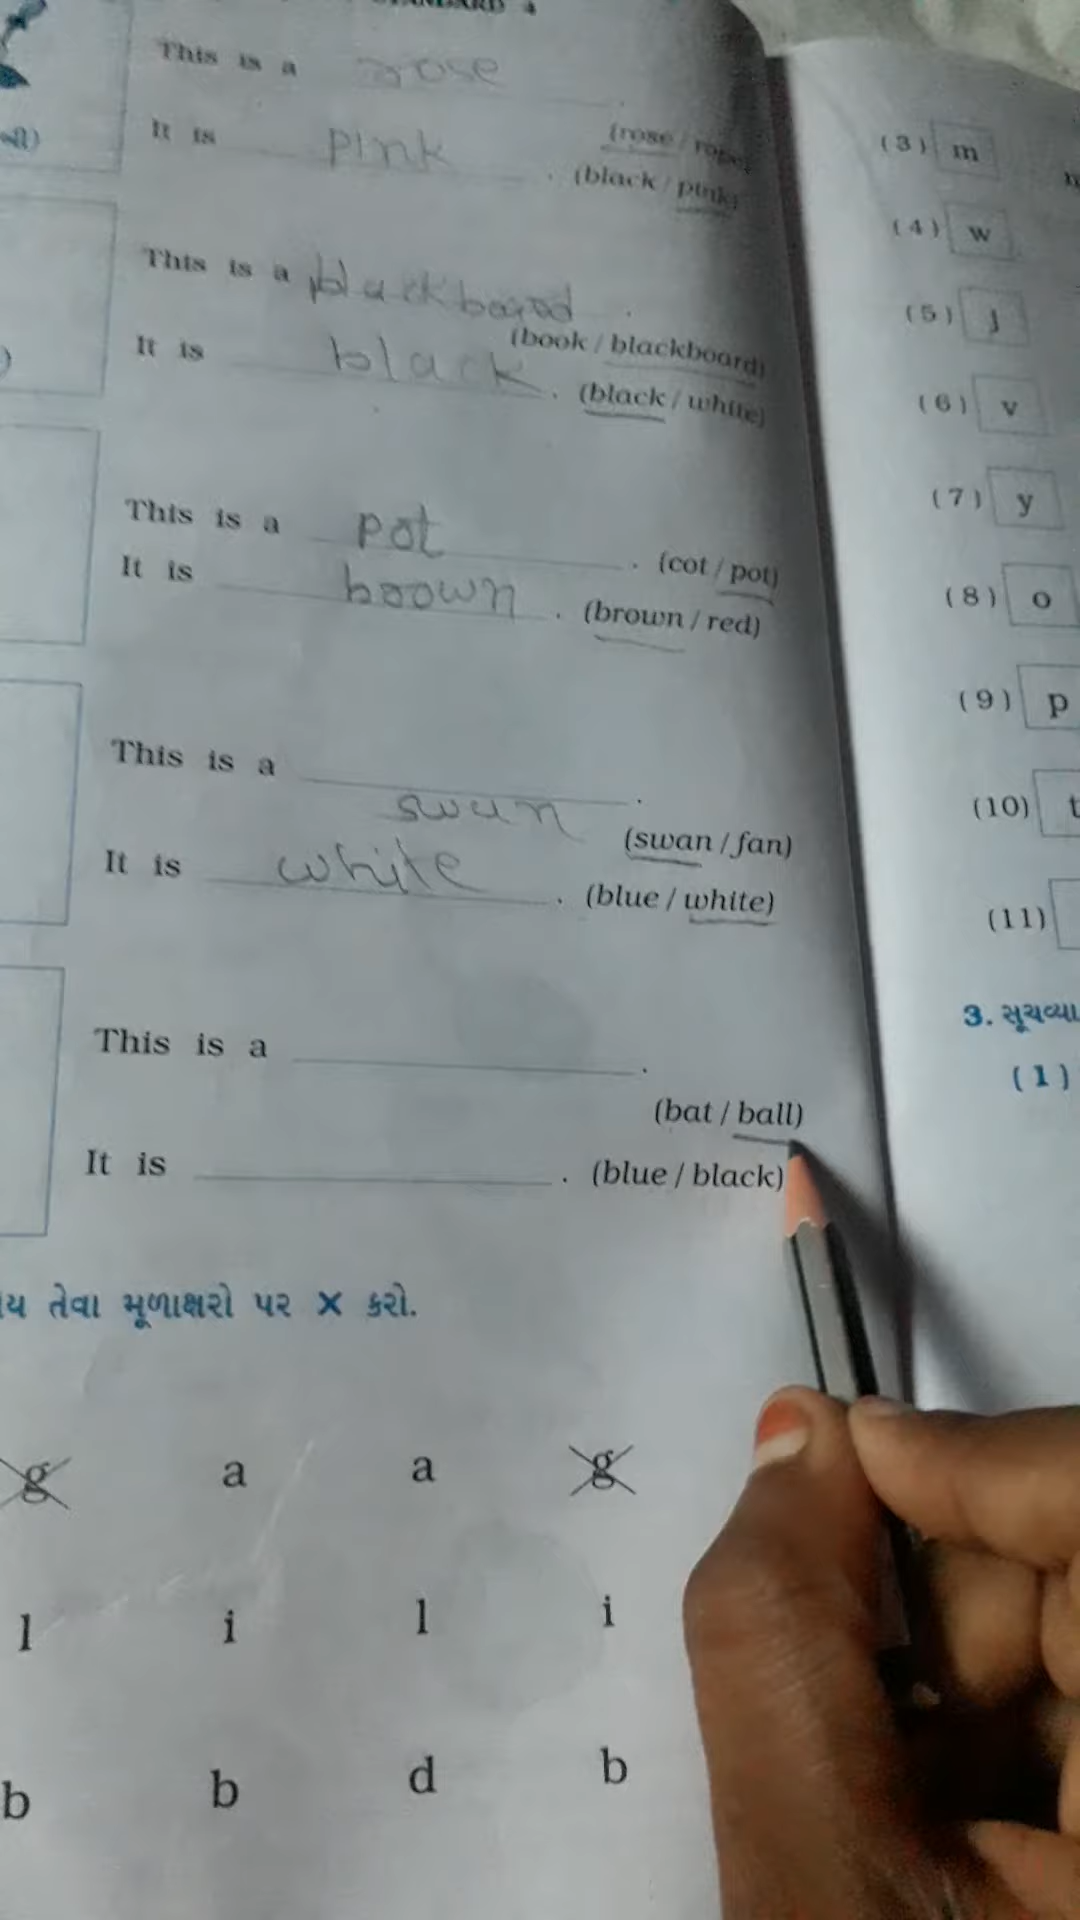 STANDARD 4
This is a rose .
(rose / rope)
It is pink . (black / pink)
This is a blackboard .
(book / blackboard)
It is black . (black / white)
This is a pot . (cot / pot)
It is brown . (brown / red)
This is a swan .
(swan / fan)
It is white . (blue / white)
This is a .
(bat / ball)
It is . (blue / black)
તેવા મૂળાક્ષરો પર X કરો.
g a a g
l i l i
b b d b
(3) m
(4) w
(5) j
(6) v
(7) y
(8) o
(9) p
(10) t
(11)
3.
(1)